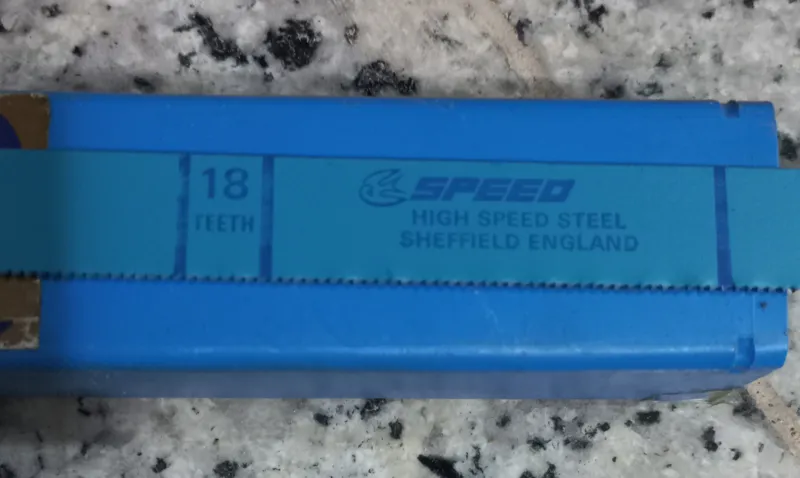 18
TEETH
SPEED
HIGH SPEED STEEL
SHEFFIELD ENGLAND